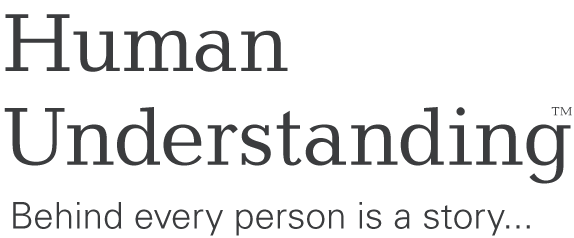 Human
Understanding™
Behind every person is a story...